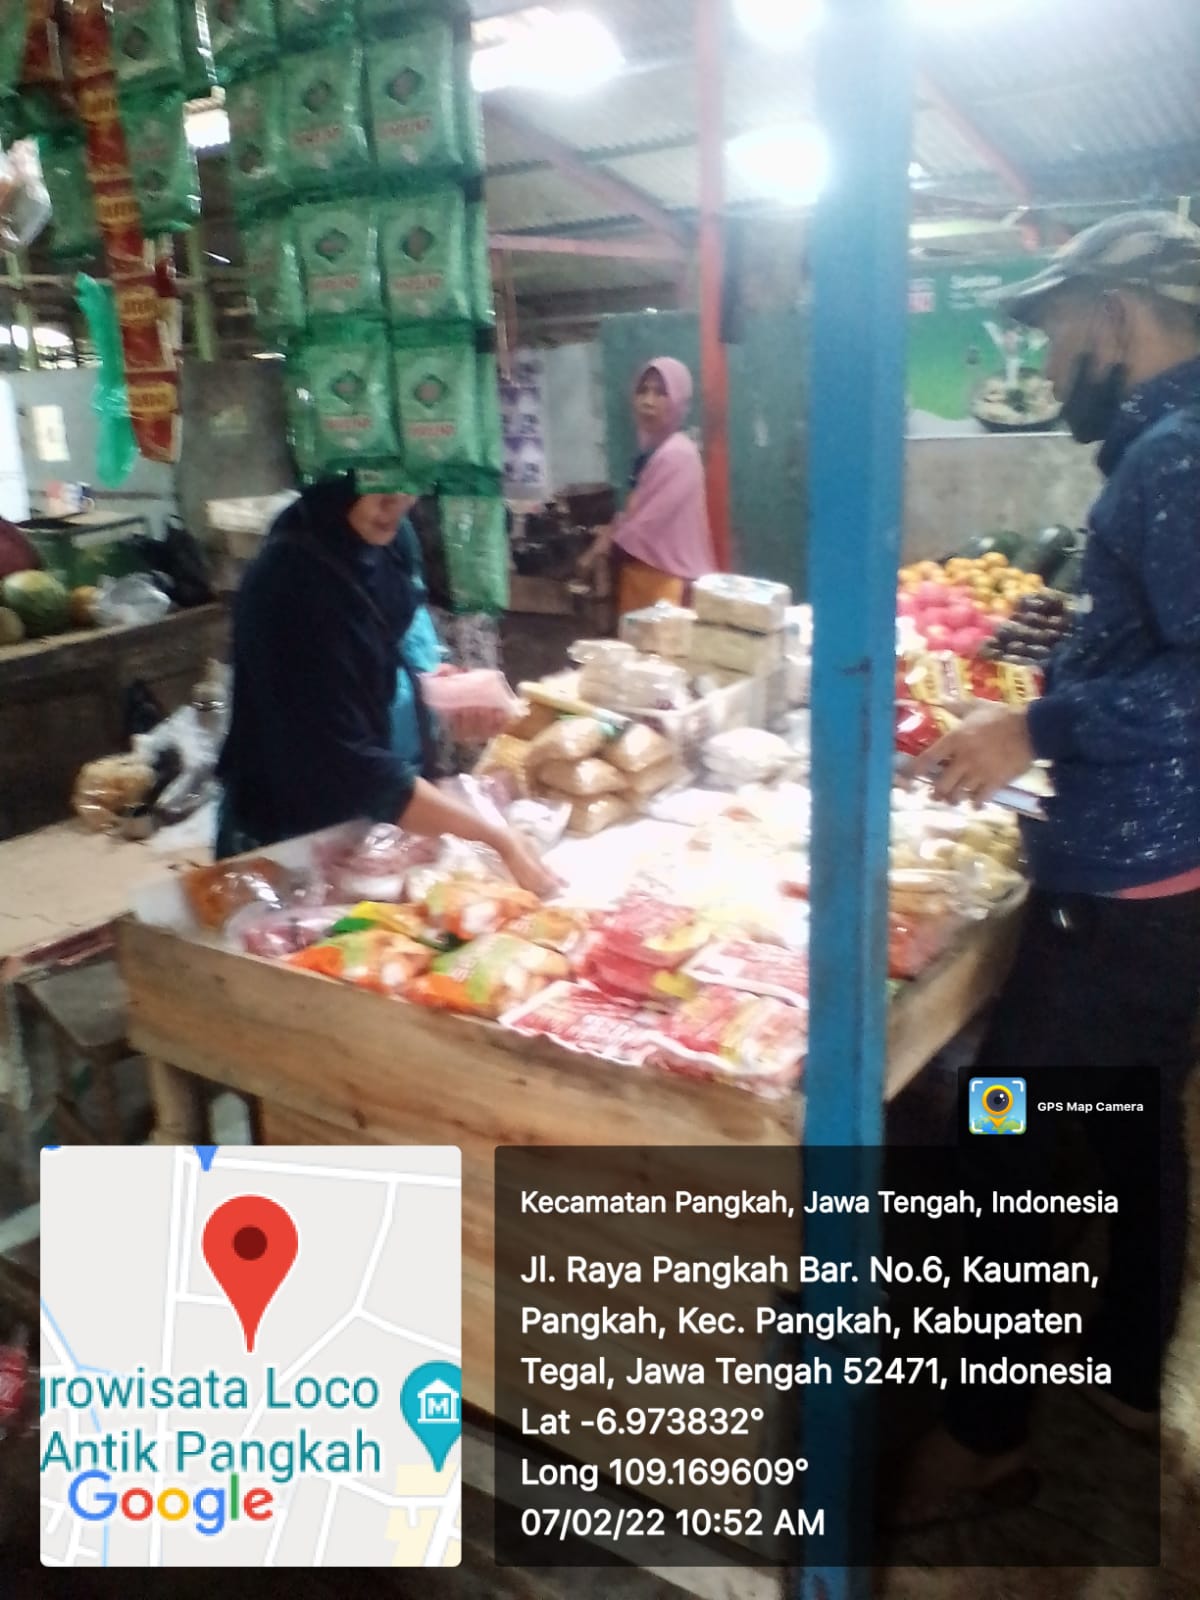 GPS Map Camera
Kecamatan Pangkah, Jawa Tengah, Indonesia
Jl. Raya Pangkah Bar. No.6, Kauman,
Pangkah, Kec. Pangkah, Kabupaten
Tegal, Jawa Tengah 52471, Indonesia
Lat -6.973832°
Long 109.169609°
07/02/22 10:52 AM
growisata Loco
Antik Pangkah
Google